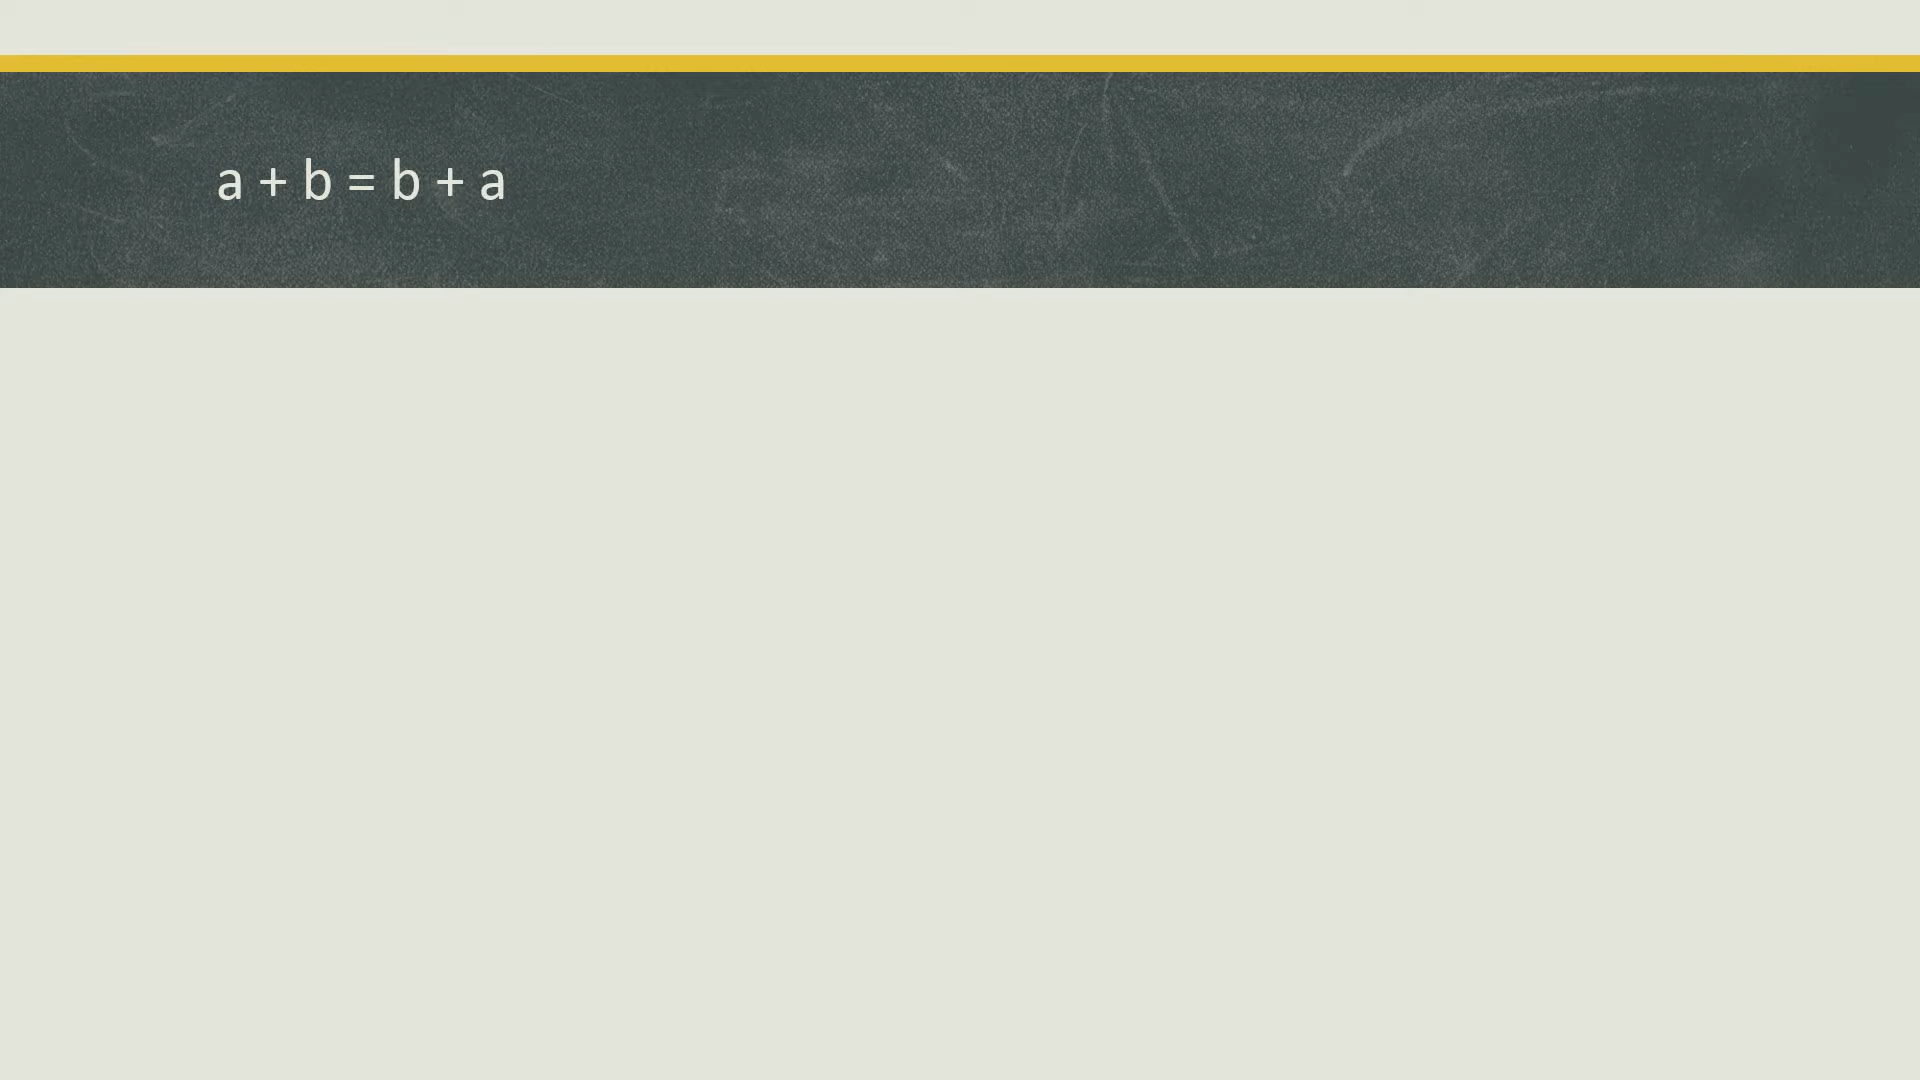 a + b = b + a